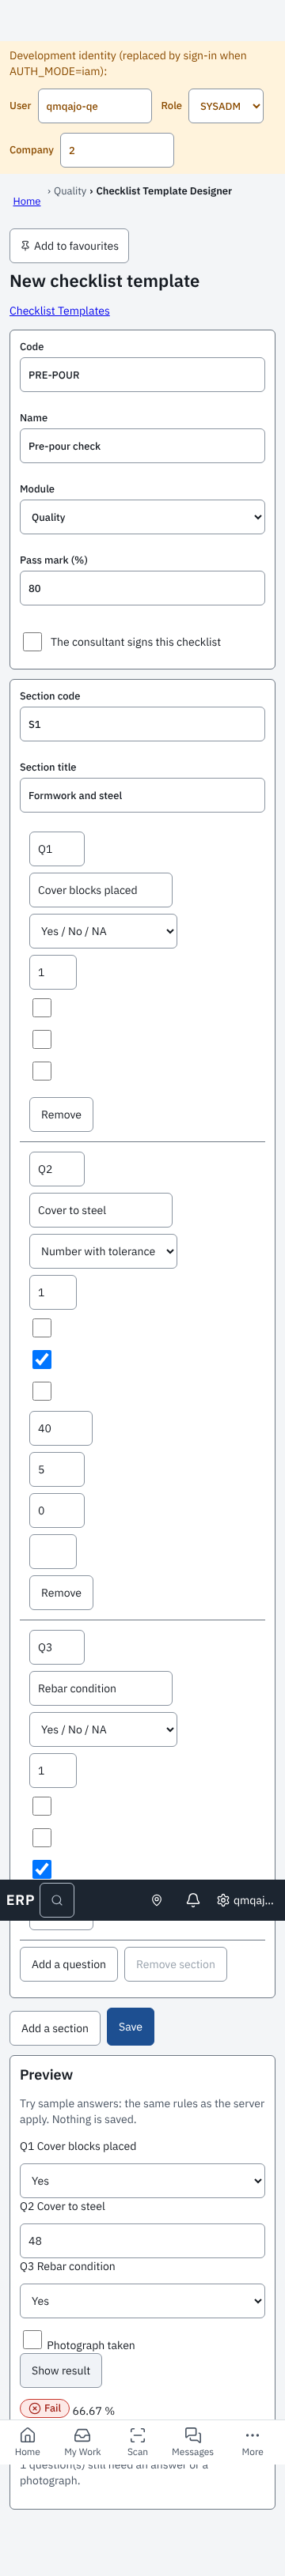 Development identity (replaced by sign-in when
AUTH_MODE=iam):
User qmqajo-qe Role SYSADM
Company 2
Home › Quality › Checklist Template Designer
Add to favourites
New checklist template
Checklist Templates
Code
PRE-POUR
Name
Pre-pour check
Module
Quality
Pass mark (%)
80
The consultant signs this checklist
Section code
S1
Section title
Formwork and steel
Q1
Cover blocks placed
Yes / No / NA
1
Remove
Q2
Cover to steel
Number with tolerance
1
40
5
0
Remove
Q3
Rebar condition
Yes / No / NA
1
ERP qmqaj...
Add a question Remove section
Add a section Save
Preview
Try sample answers: the same rules as the server
apply. Nothing is saved.
Q1 Cover blocks placed
Yes
Q2 Cover to steel
48
Q3 Rebar condition
Yes
Photograph taken
Show result
Fail 66.67 %
Home My Work Scan Messages More
1 question(s) still need an answer or a
photograph.